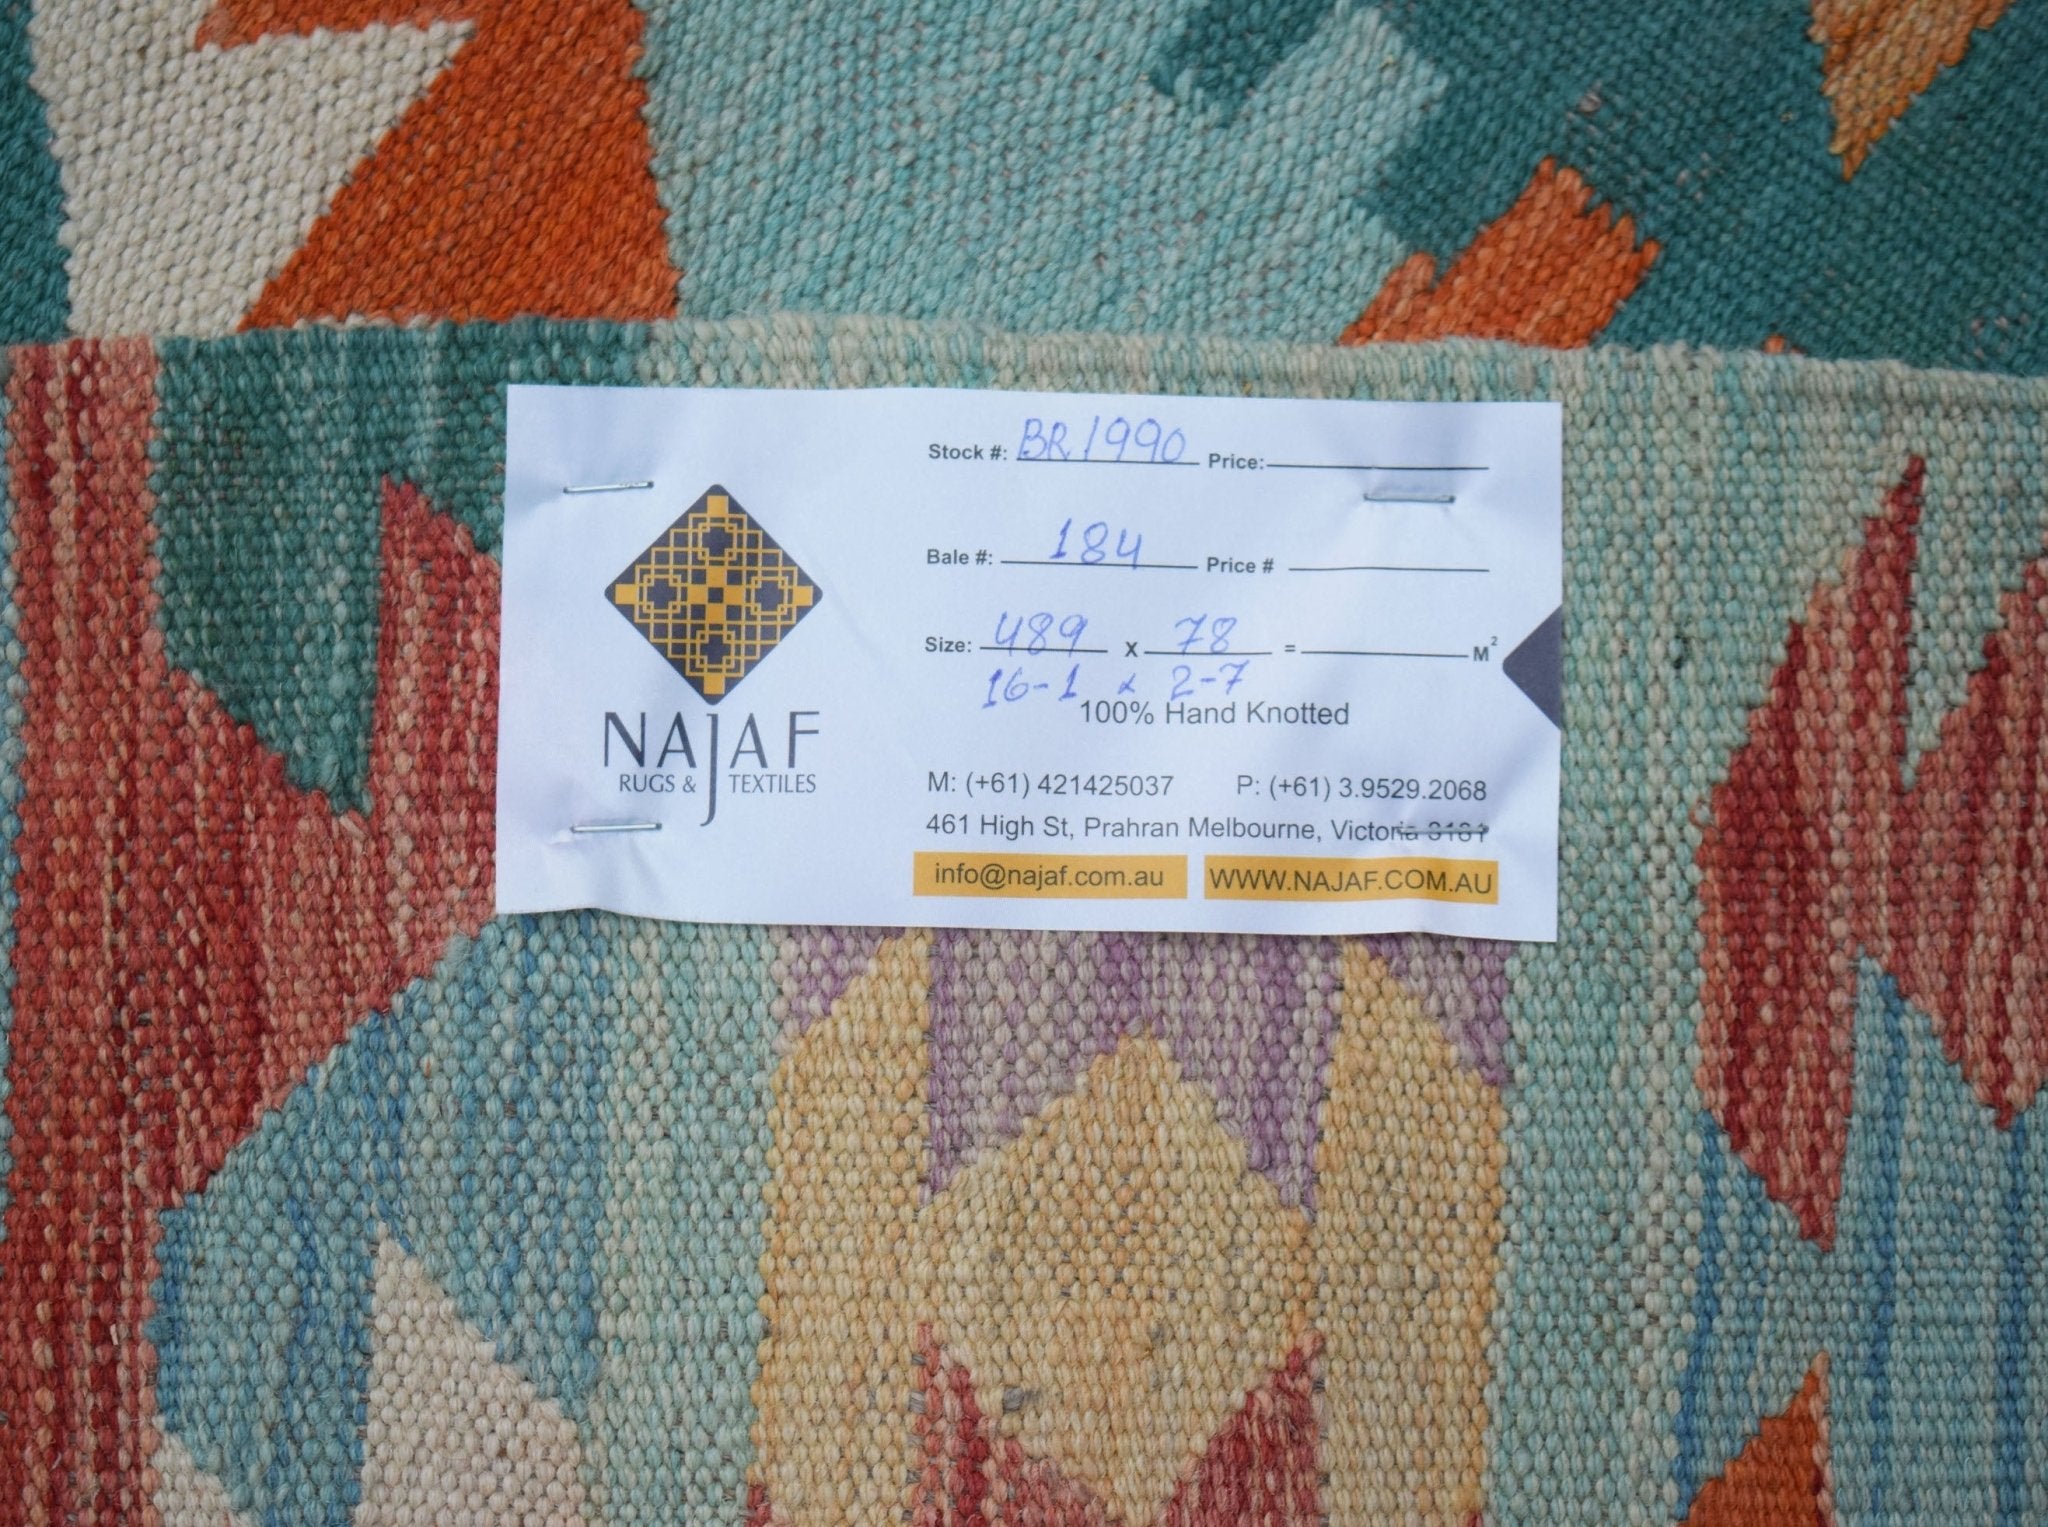 Stock #: BR1990 Price:
Bale #: 184 Price #
Size: 489 x 78 = M²
16-1 x 2-7
100% Hand Knotted
NAJAF
RUGS & TEXTILES
M: (+61) 421425037 P: (+61) 3.9529.2068
461 High St, Prahran Melbourne, Victoria 3181
info@najaf.com.au WWW.NAJAF.COM.AU